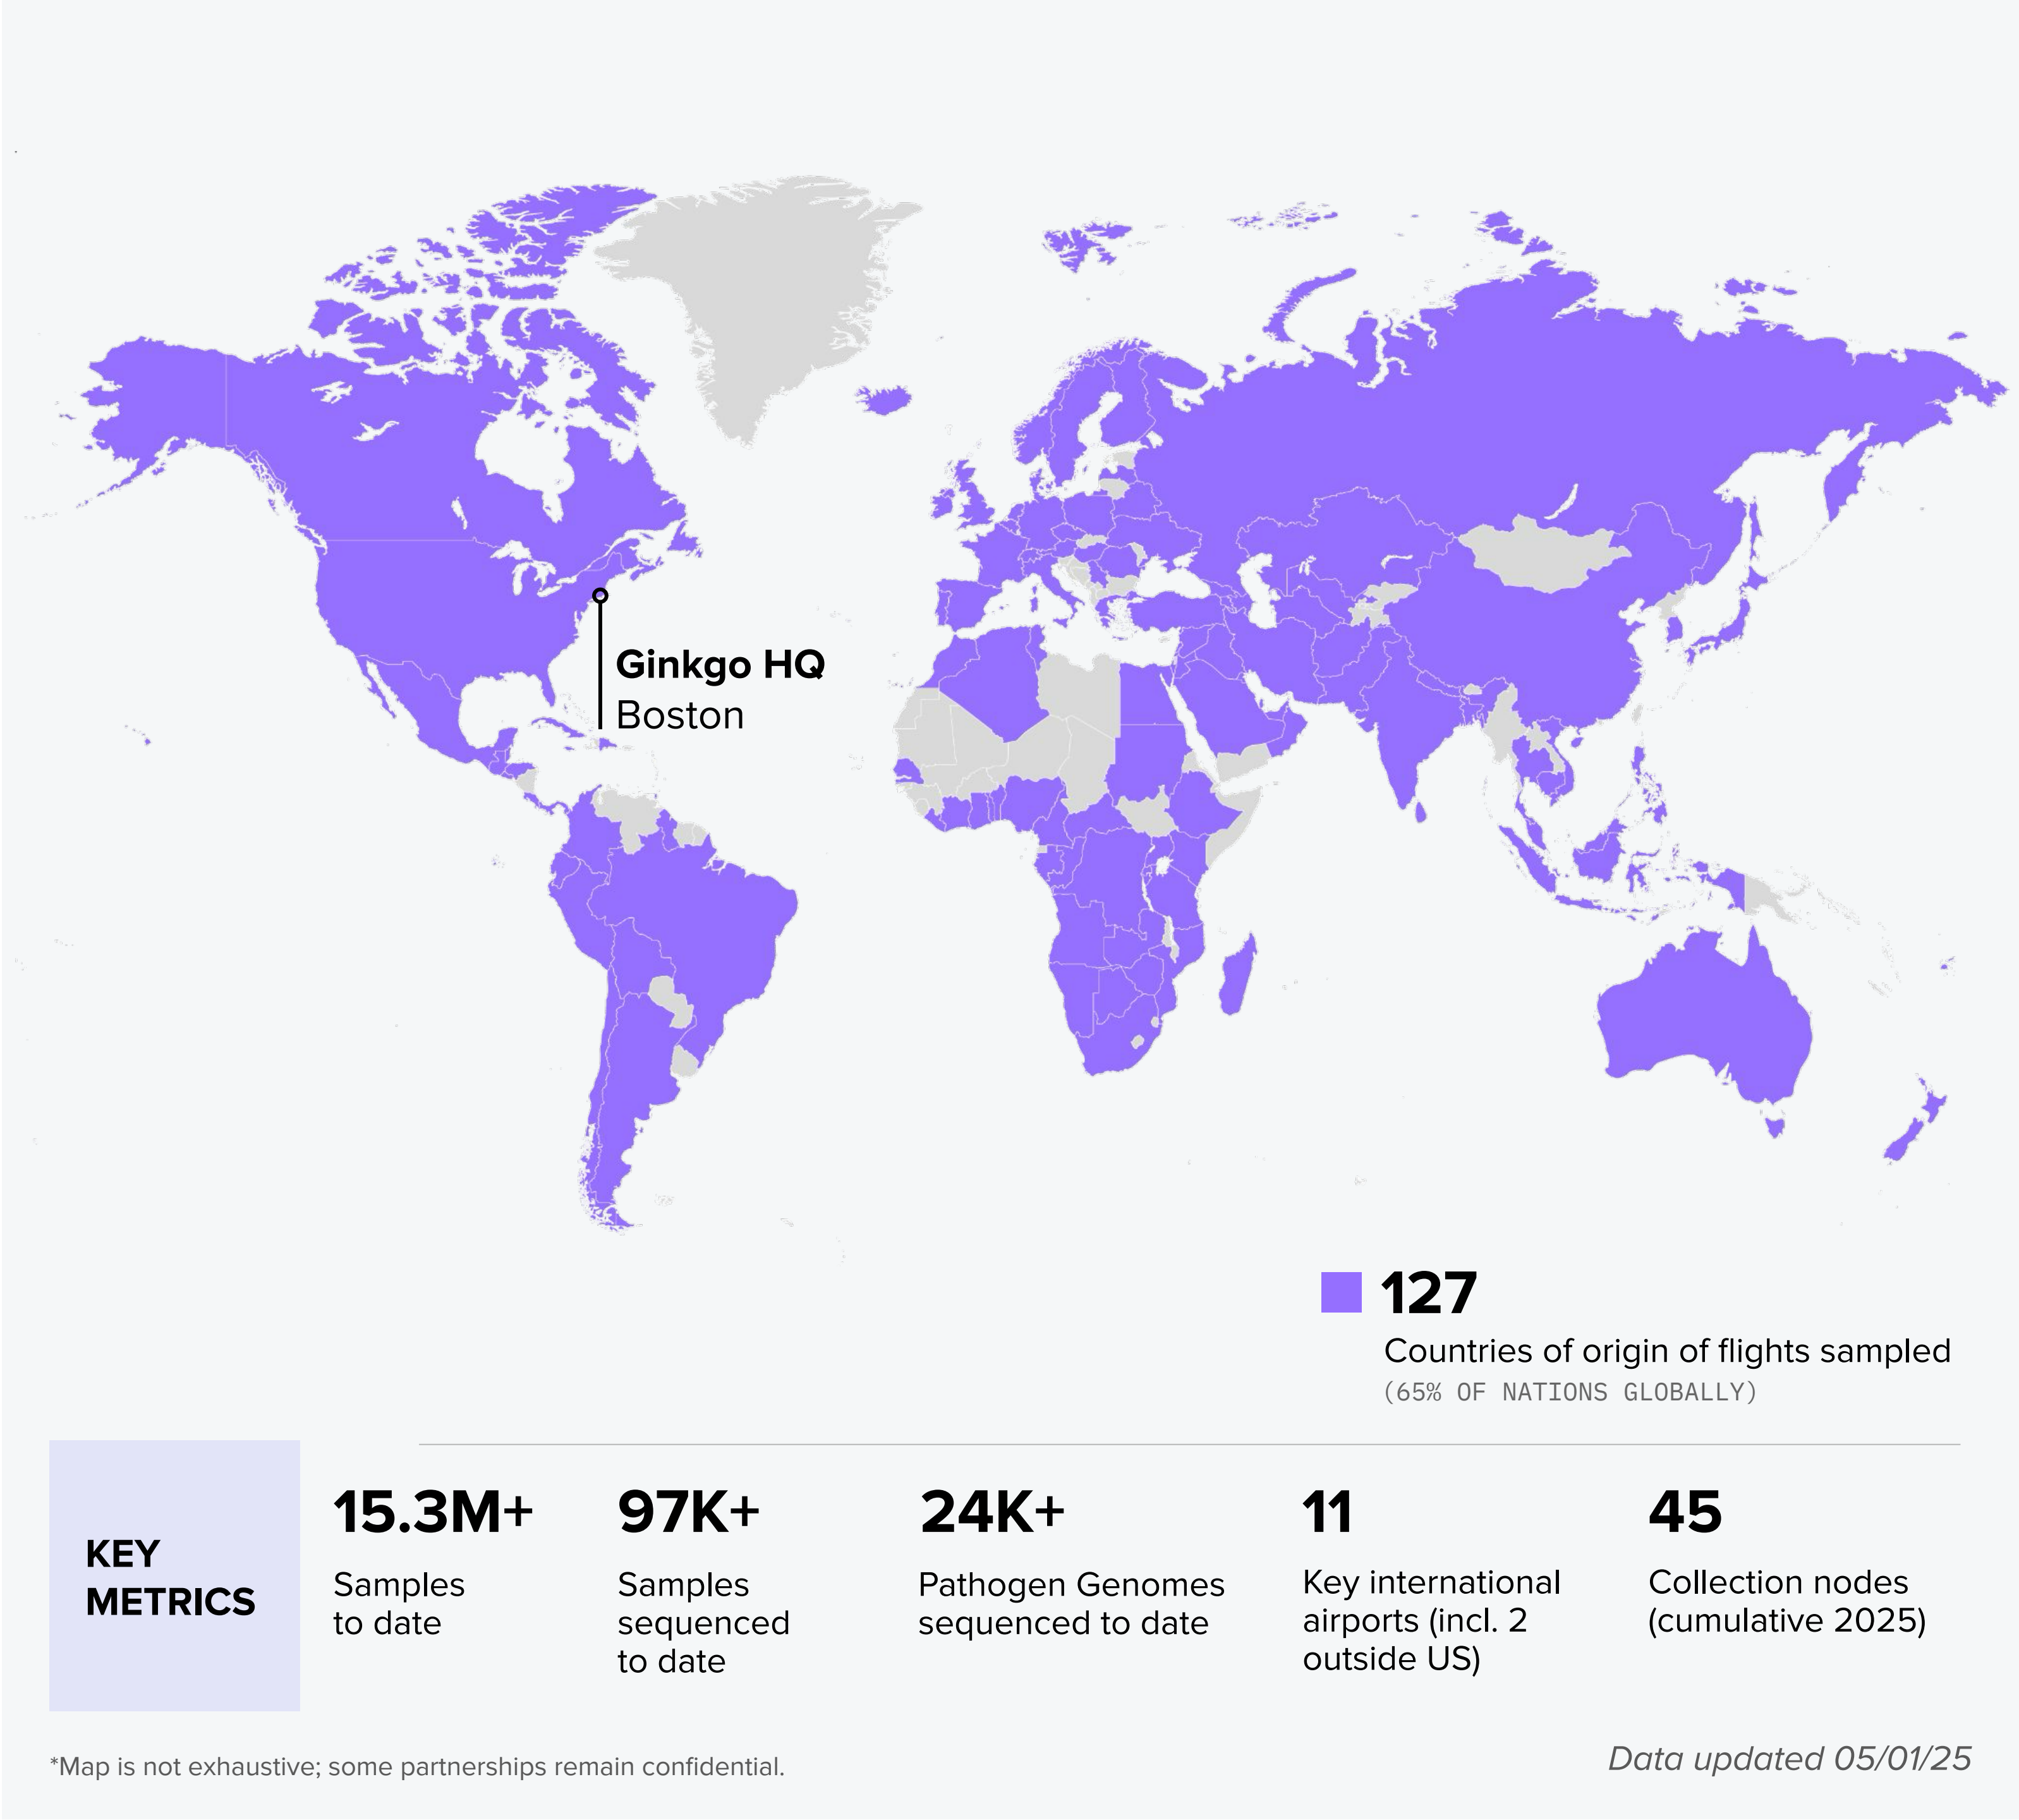 Ginkgo HQ
Boston
127
Countries of origin of flights sampled
(65% OF NATIONS GLOBALLY)
KEY
METRICS
15.3M+
Samples
to date
97K+
Samples
sequenced
to date
24K+
Pathogen Genomes
sequenced to date
11
Key international
airports (incl. 2
outside US)
45
Collection nodes
(cumulative 2025)
*Map is not exhaustive; some partnerships remain confidential.
Data updated 05/01/25